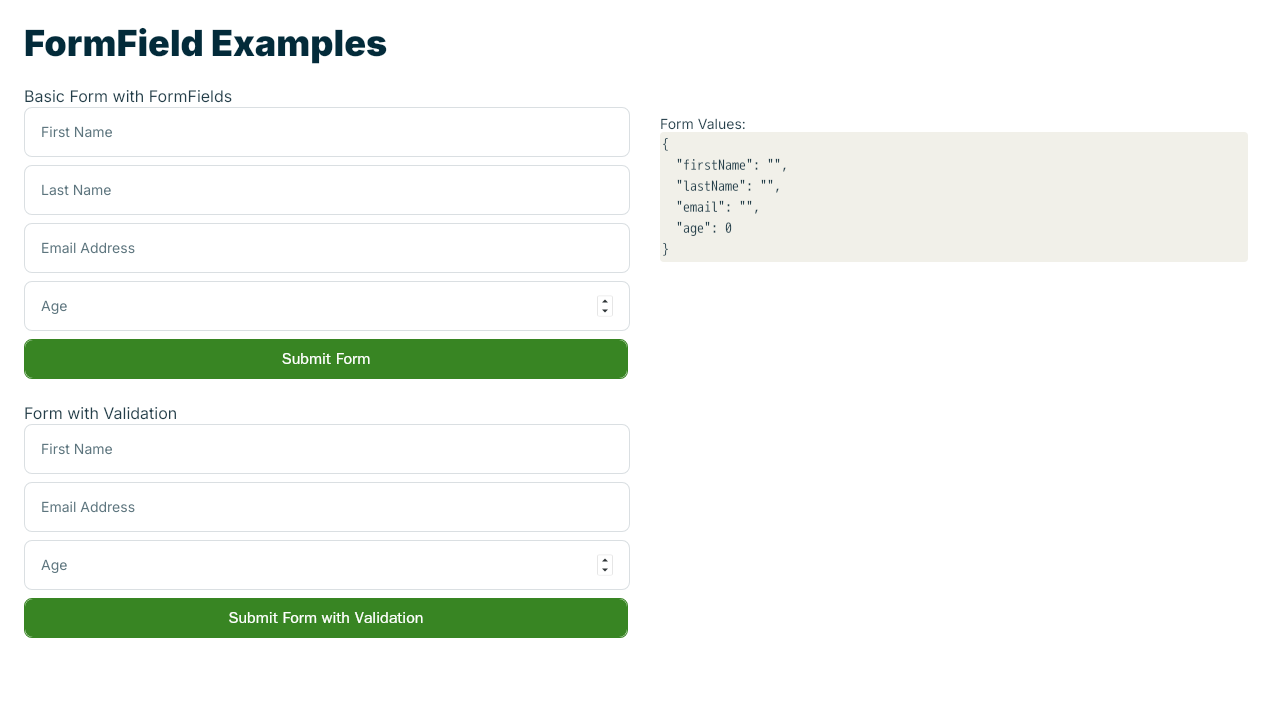 FormField Examples
Basic Form with FormFields
First Name
Last Name
Email Address
Age
Submit Form
Form Values:
{
  "firstName": "",
  "lastName": "",
  "email": "",
  "age": 0
}
Form with Validation
First Name
Email Address
Age
Submit Form with Validation